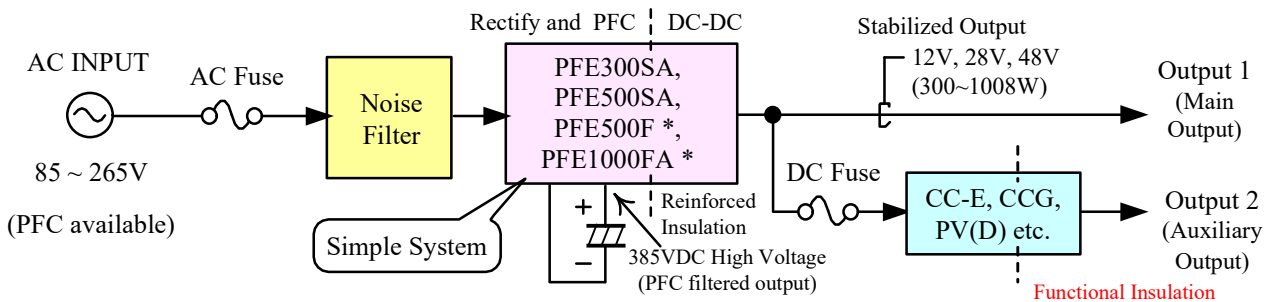 Rectify and PFC DC-DC
Stabilized Output
12V, 28V, 48V
(300~1008W)
AC INPUT
AC Fuse
Noise
Filter
PFE300SA,
PFE500SA,
PFE500F *,
PFE1000FA *
Output 1
(Main
Output)
85 ~ 265V
(PFC available)
DC Fuse
CC-E, CCG,
PV(D) etc.
Output 2
(Auxiliary
Output)
Simple System
+
−
Reinforced
Insulation
385VDC High Voltage
(PFC filtered output)
Functional Insulation